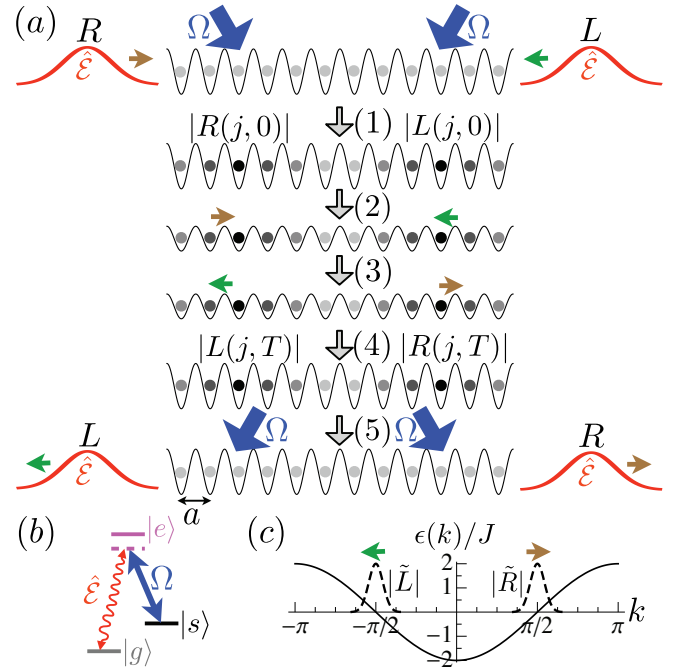 (a) R Ω Ω L
Ê Ê
|R(j, 0)| (1) |L(j, 0)|
(2)
(3)
|L(j, T)| (4) |R(j, T)|
L Ω (5) Ω R
Ê Ê
a
(b) (c) ϵ(k)/J
|e⟩
2
Ê Ω |L̃| 1 |R̃|
|s⟩ −π −π/2 π/2 π k
−1
|g⟩ −2